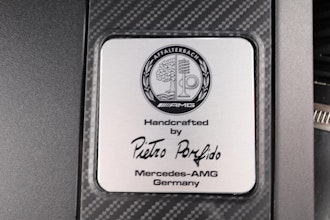 AFFALTERBACH
AMG
Handcrafted
by
Pietro Porfido
Mercedes-AMG
Germany